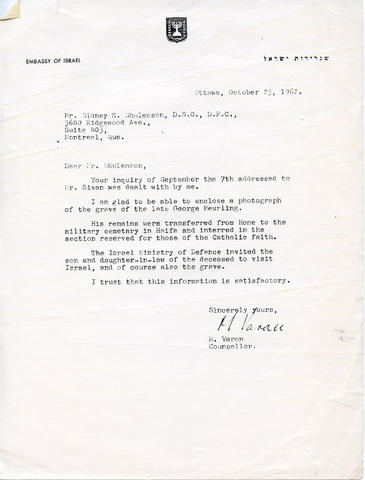 EMBASSY OF ISRAEL
שגרירות ישראל
Ottawa, October 23, 1962.
Mr. Sidney S. Shulemson, D.S.O., D.F.C.,
3600 Ridgewood Ave.,
Suite 403,
Montreal, Que.
Dear Mr. Shulemson,
Your inquiry of September the 7th addressed to
Mr. Sivan was dealt with by me.
I am glad to be able to enclose a photograph
of the grave of the late George Beurling.
His remains were transferred from Rome to the
military cemetery in Haifa and interred in the
section reserved for those of the Catholic faith.
The Israel Ministry of Defence invited the
son and daughter-in-law of the deceased to visit
Israel, and of course also the grave.
I trust that this information is satisfactory.
Sincerely yours,
M Varon
M. Varon
Counsellor.